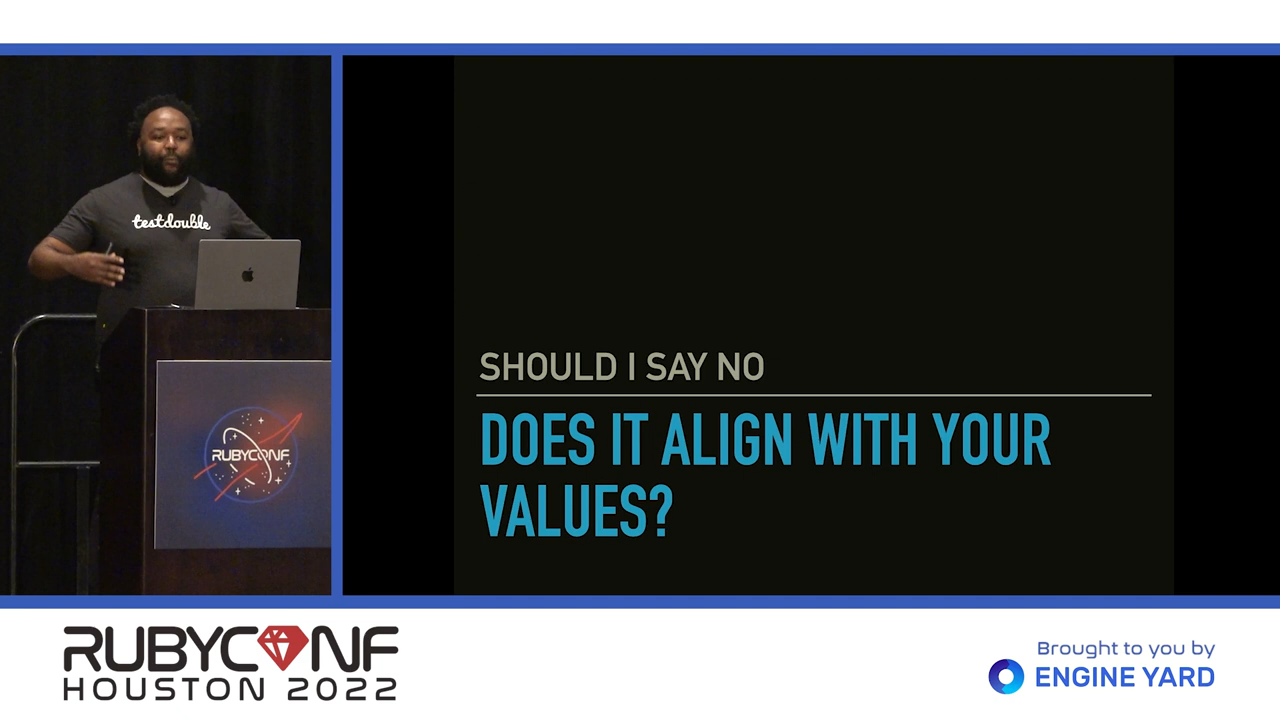 testdouble
RUBYCONF
SHOULD I SAY NO
DOES IT ALIGN WITH YOUR
VALUES?
RUBYCONF
HOUSTON 2022
Brought to you by
ENGINE YARD